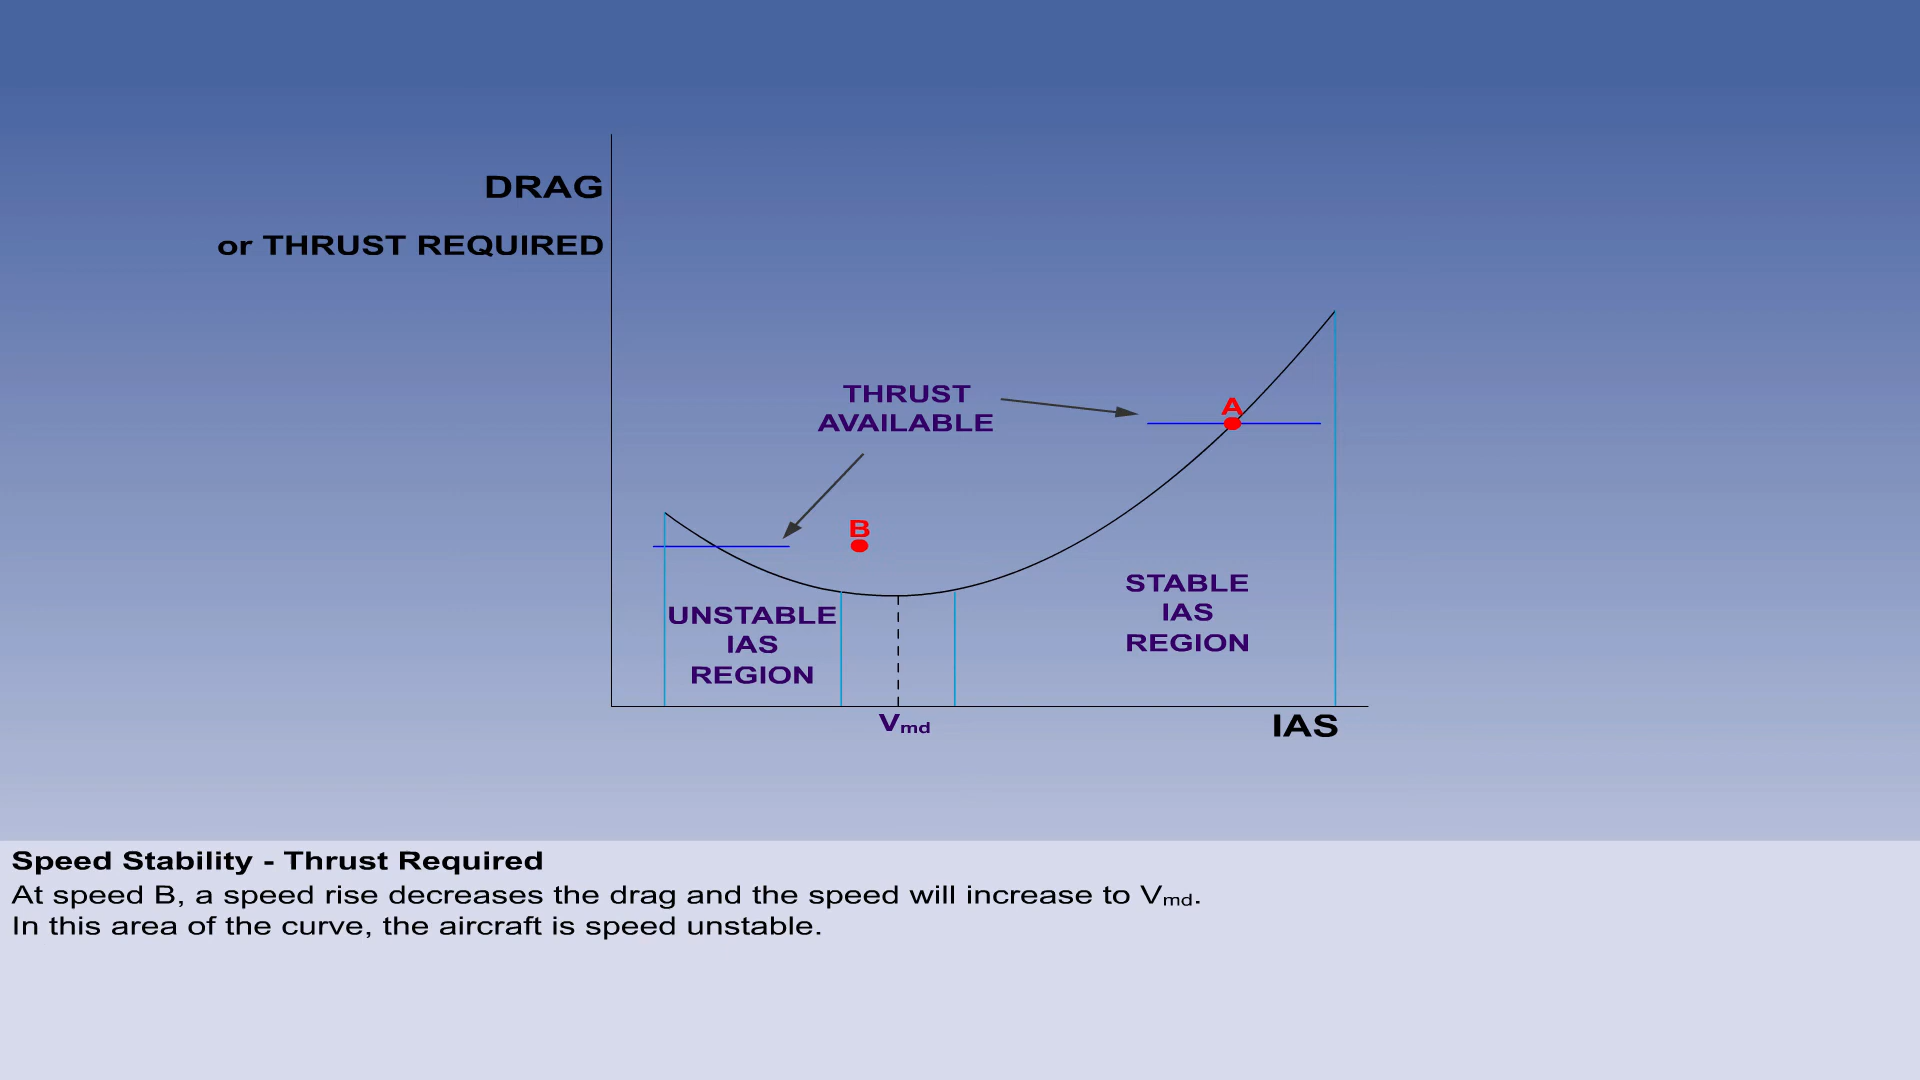 DRAG
or THRUST REQUIRED
THRUST
AVAILABLE
A
B
UNSTABLE
IAS
REGION
STABLE
IAS
REGION
Vmd
IAS
Speed Stability - Thrust Required
At speed B, a speed rise decreases the drag and the speed will increase to Vmd.
In this area of the curve, the aircraft is speed unstable.